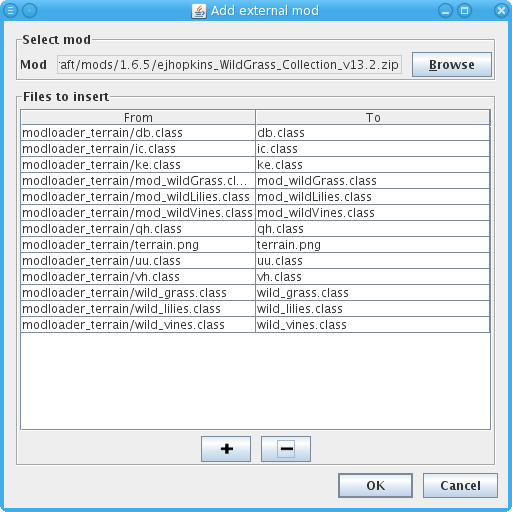 Add external mod
Select mod
Mod raft/mods/1.6.5/ejhopkins_WildGrass_Collection_v13.2.zip Browse
Files to insert
From To
modloader_terrain/db.class db.class
modloader_terrain/ic.class ic.class
modloader_terrain/ke.class ke.class
modloader_terrain/mod_wildGrass.cl... mod_wildGrass.class
modloader_terrain/mod_wildLilies.class mod_wildLilies.class
modloader_terrain/mod_wildVines.class mod_wildVines.class
modloader_terrain/qh.class qh.class
modloader_terrain/terrain.png terrain.png
modloader_terrain/uu.class uu.class
modloader_terrain/vh.class vh.class
modloader_terrain/wild_grass.class wild_grass.class
modloader_terrain/wild_lilies.class wild_lilies.class
modloader_terrain/wild_vines.class wild_vines.class
+ −
OK Cancel